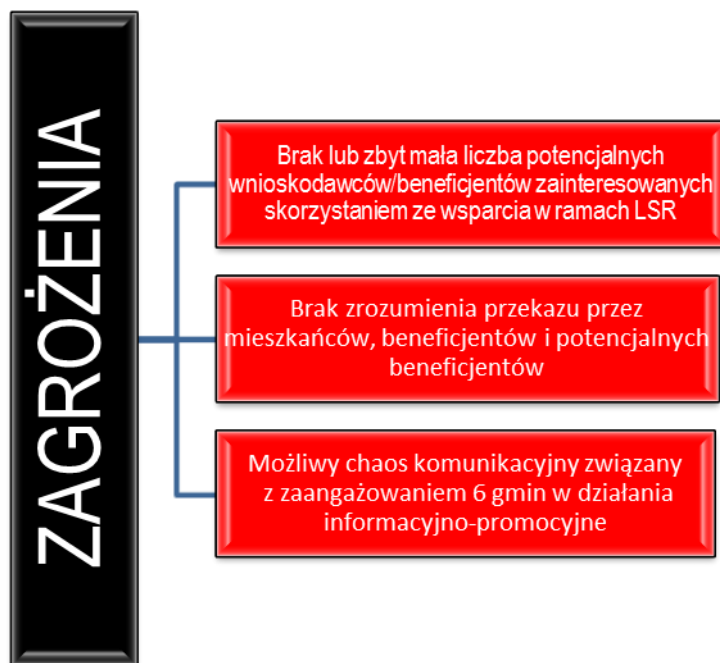 ZAGROŻENIA
Brak lub zbyt mała liczba potencjalnych
wnioskodawców/beneficjentów zainteresowanych
skorzystaniem ze wsparcia w ramach LSR
Brak zrozumienia przekazu przez
mieszkańców, beneficjentów i potencjalnych
beneficjentów
Możliwy chaos komunikacyjny związany
z zaangażowaniem 6 gmin w działania
informacyjno-promocyjne